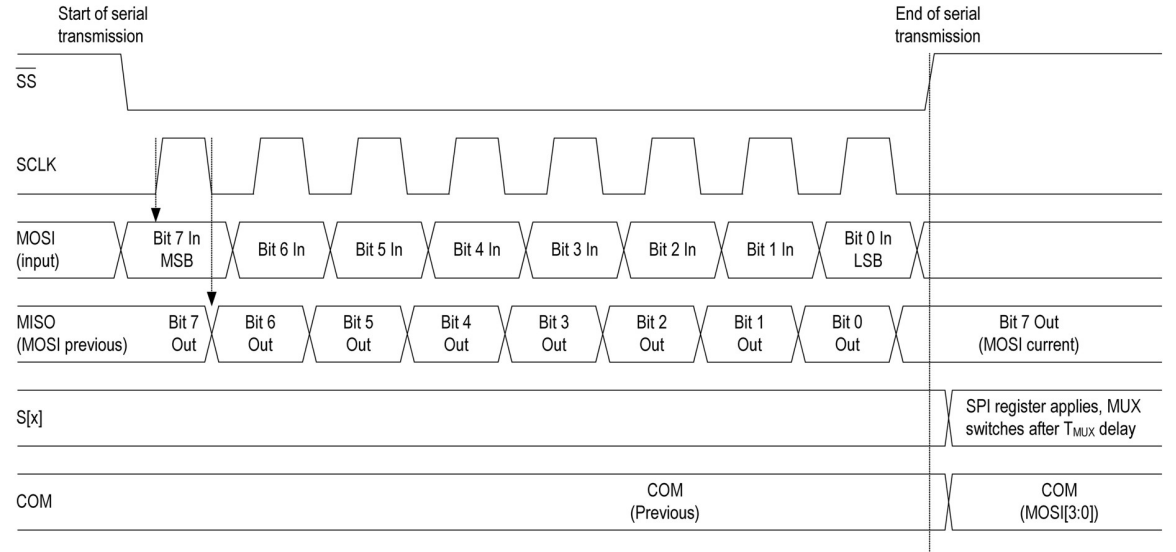 Start of serial
transmission
End of serial
transmission
SS
SCLK
MOSI
(input)
Bit 7 In
MSB
Bit 6 In
Bit 5 In
Bit 4 In
Bit 3 In
Bit 2 In
Bit 1 In
Bit 0 In
LSB
MISO
(MOSI previous)
Bit 7
Out
Bit 6
Out
Bit 5
Out
Bit 4
Out
Bit 3
Out
Bit 2
Out
Bit 1
Out
Bit 0
Out
Bit 7 Out
(MOSI current)
S[x]
SPI register applies, MUX
switches after TMUX delay
COM
COM
(Previous)
COM
(MOSI[3:0])